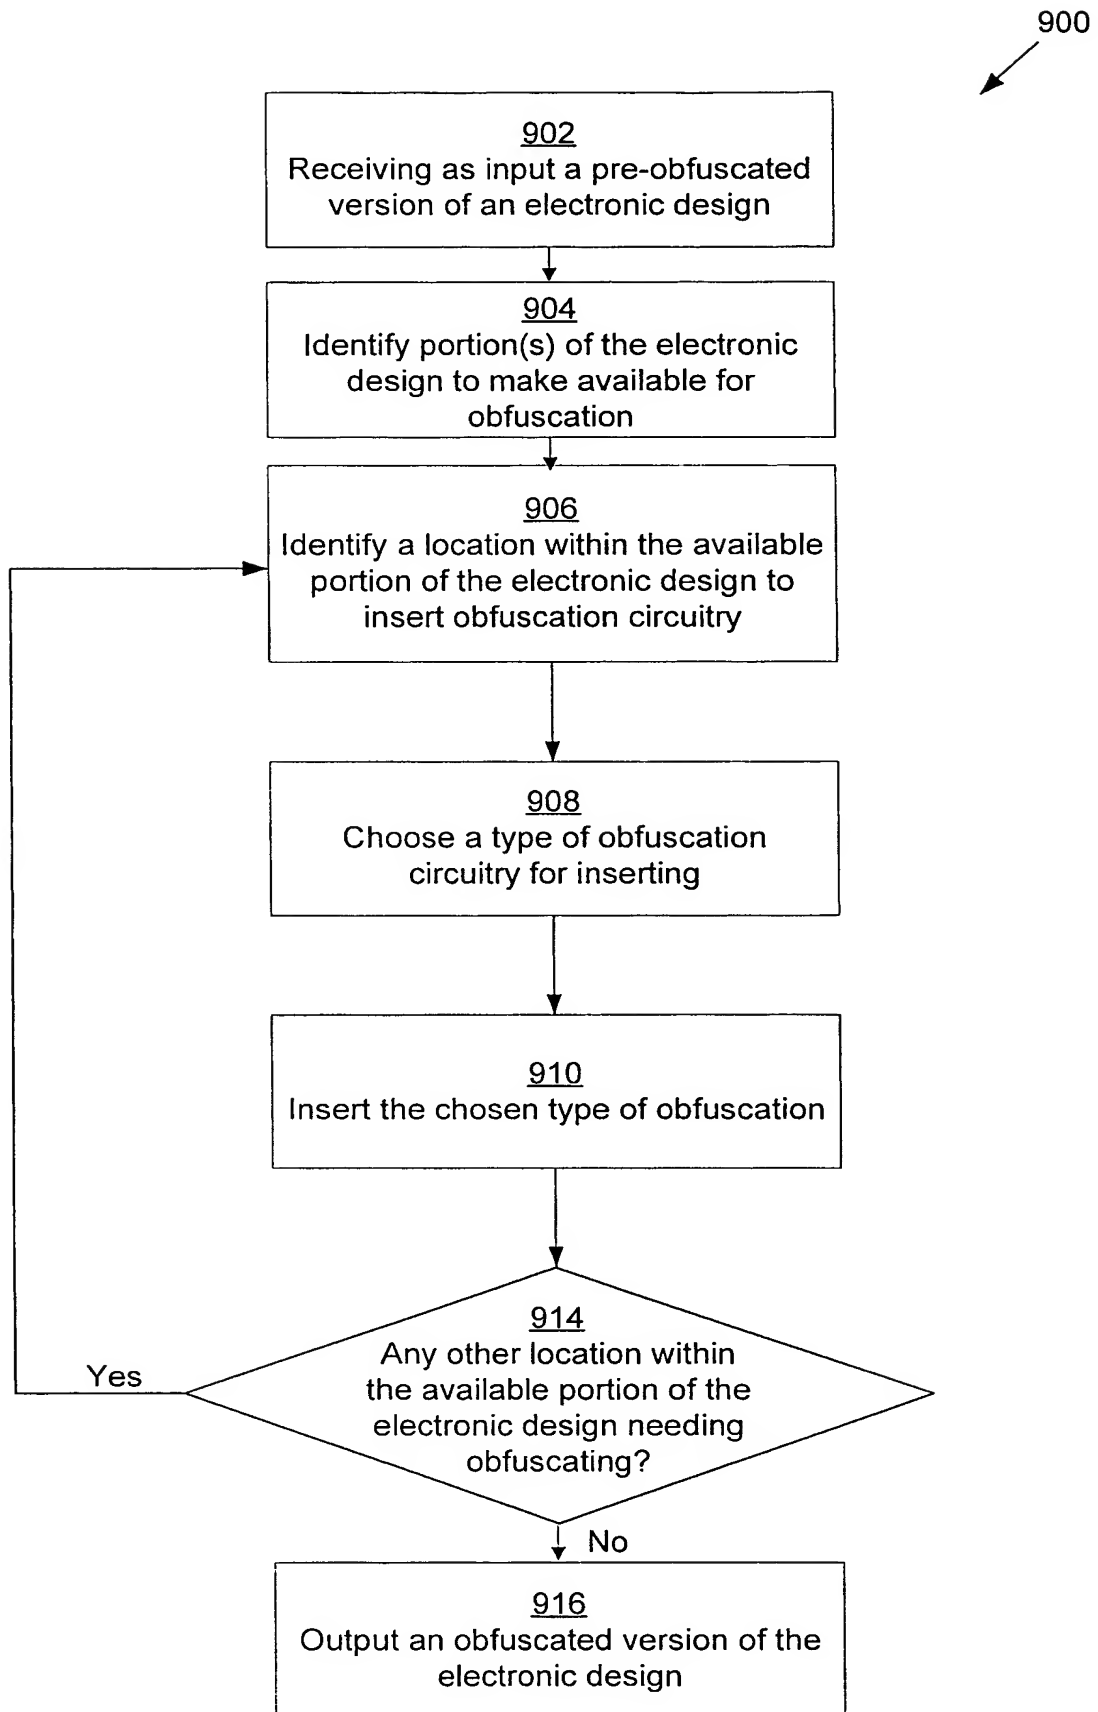 900
902
Receiving as input a pre-obfuscated
version of an electronic design
904
Identify portion(s) of the electronic
design to make available for
obfuscation
906
Identify a location within the available
portion of the electronic design to
insert obfuscation circuitry
908
Choose a type of obfuscation
circuitry for inserting
910
Insert the chosen type of obfuscation
914
Any other location within
the available portion of the
electronic design needing
obfuscating?
Yes
No
916
Output an obfuscated version of the
electronic design